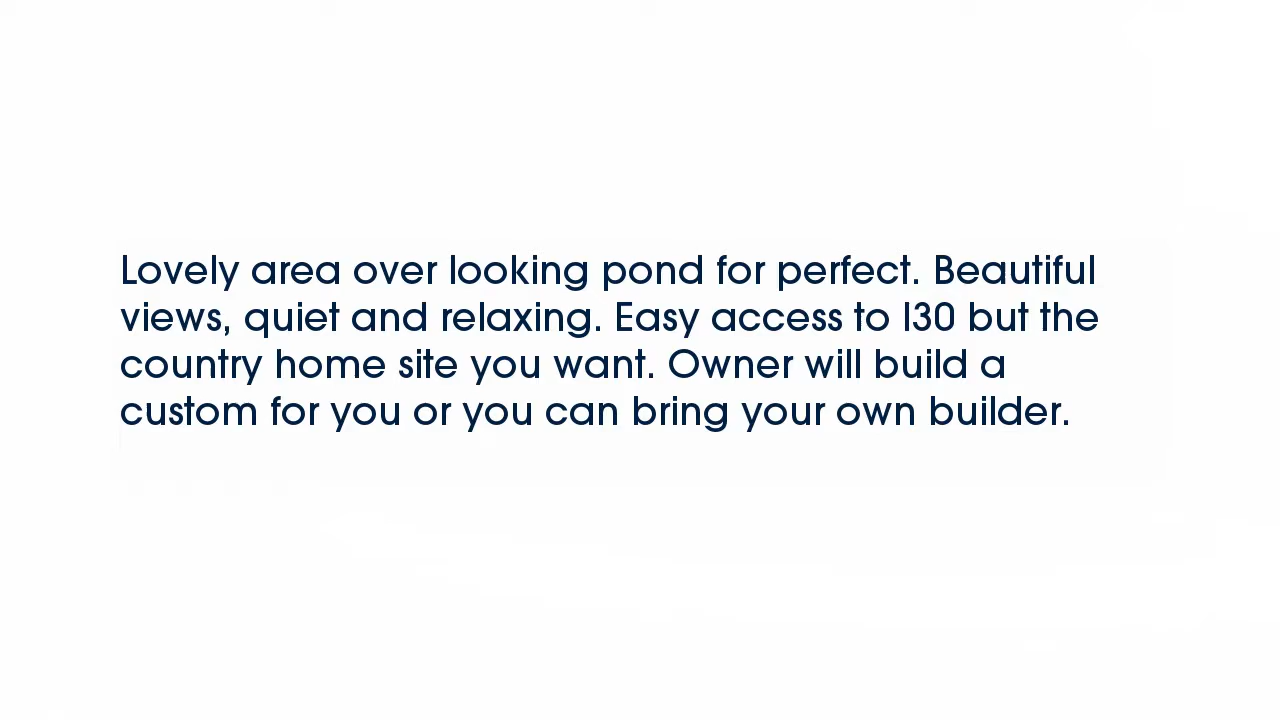 Lovely area over looking pond for perfect. Beautiful
views, quiet and relaxing. Easy access to I30 but the
country home site you want. Owner will build a
custom for you or you can bring your own builder.